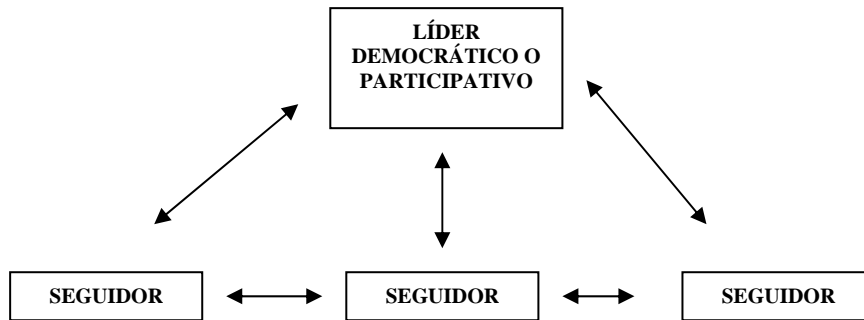 LÍDER
DEMOCRÁTICO O
PARTICIPATIVO
SEGUIDOR
SEGUIDOR
SEGUIDOR